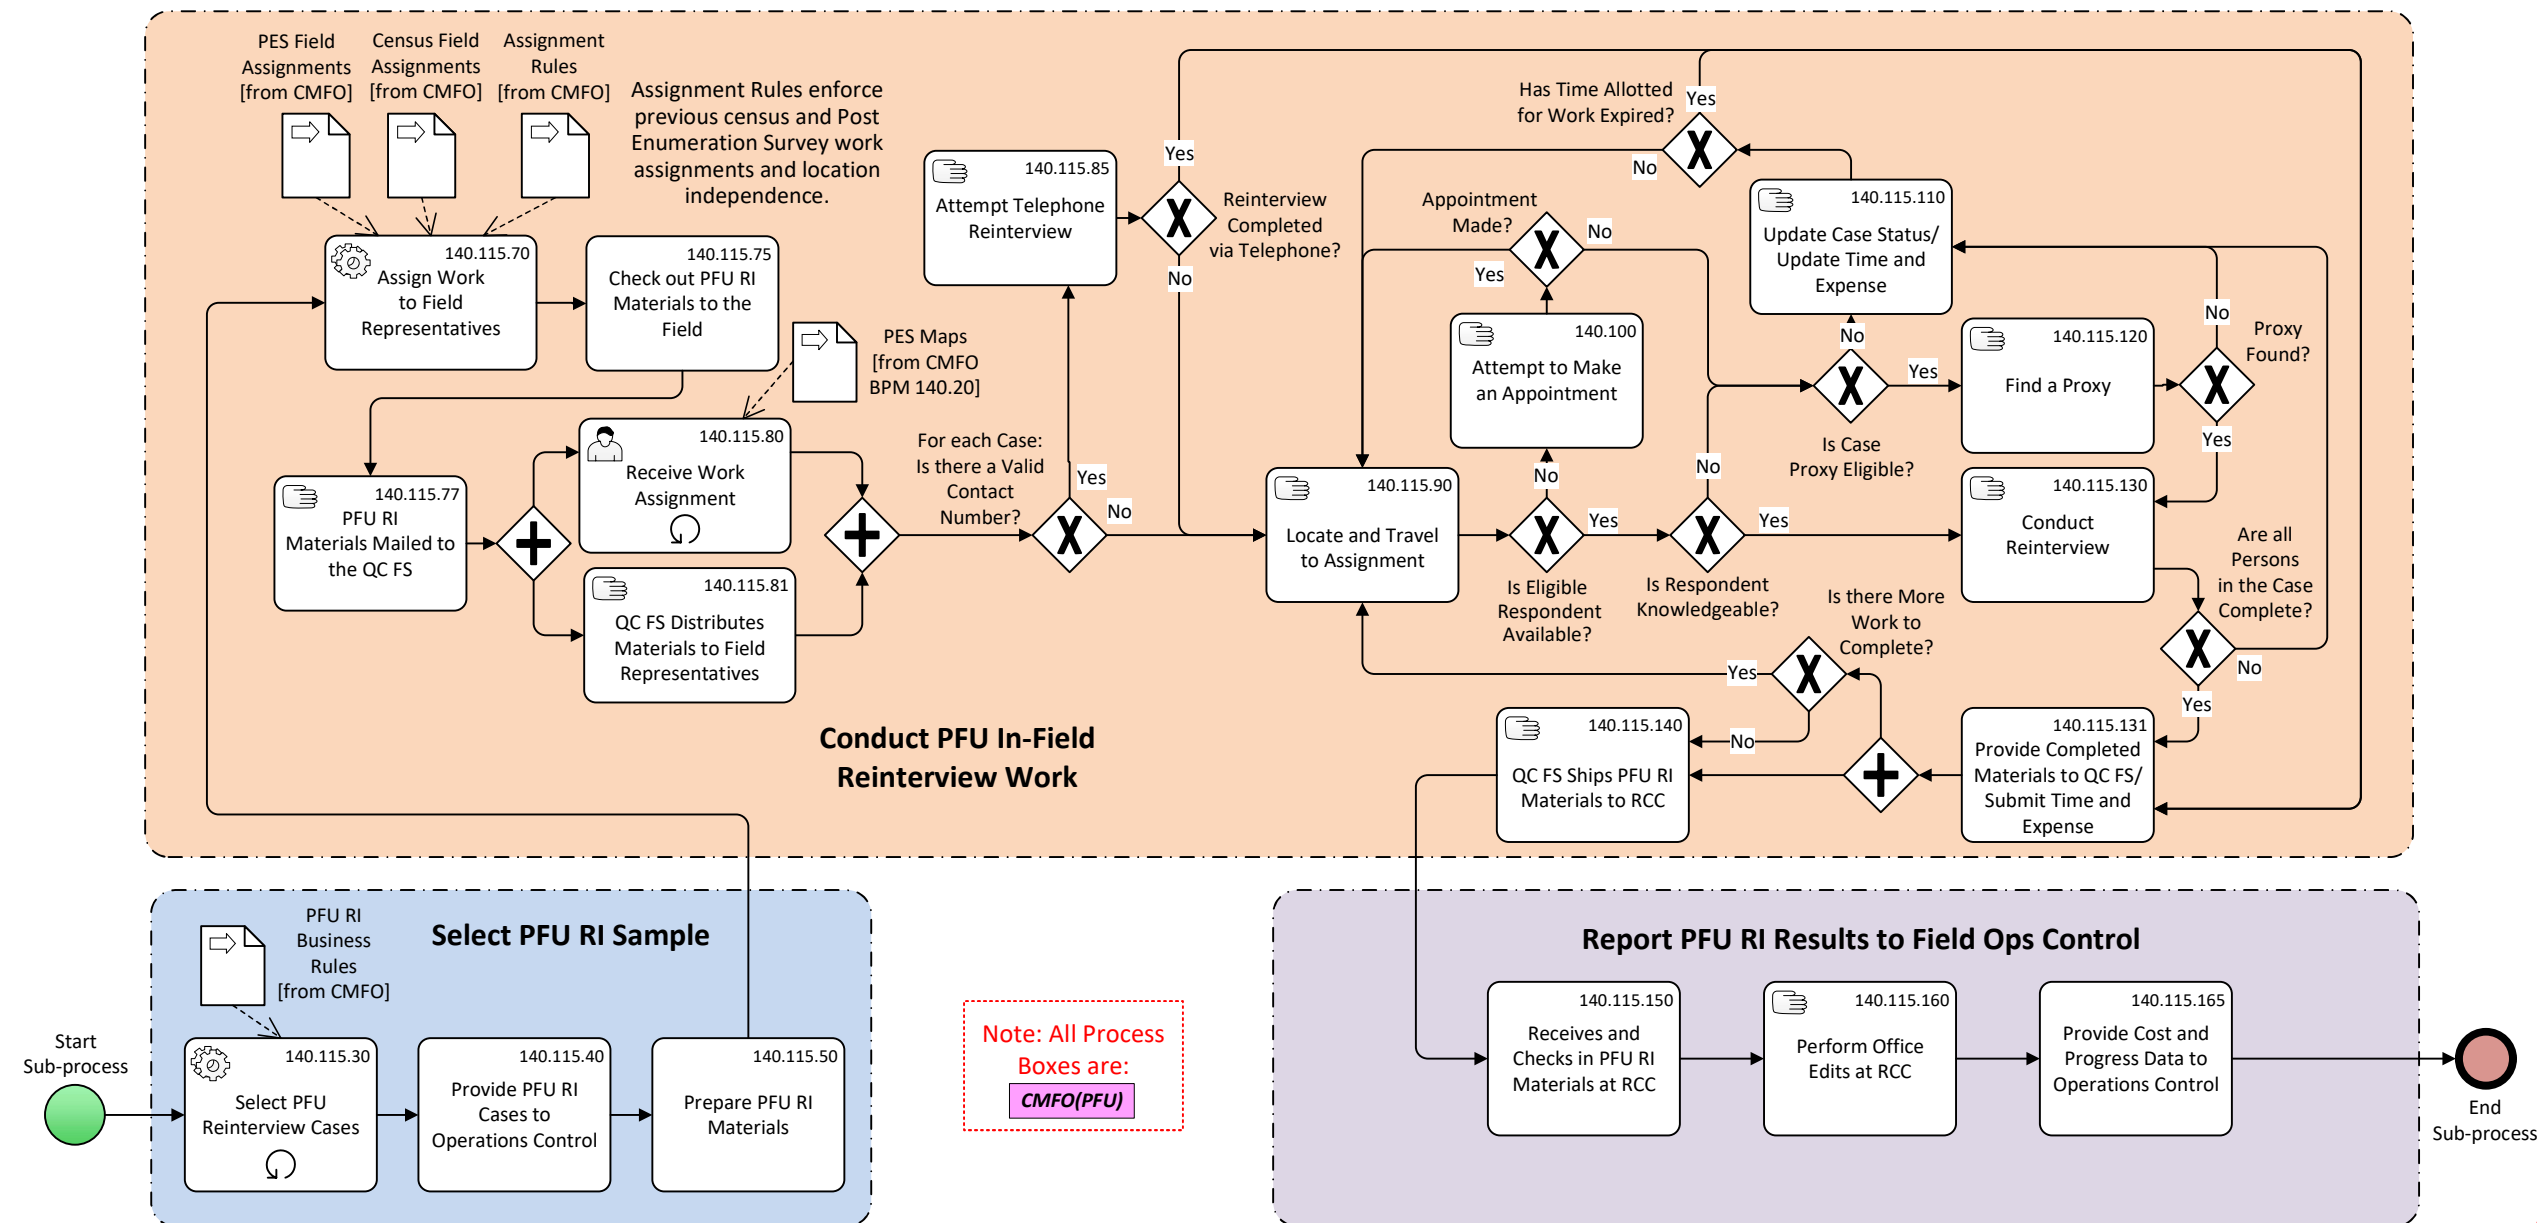 PES Field
Assignments
[from CMFO]
Census Field
Assignments
[from CMFO]
Assignment
Rules
[from CMFO]
Assignment Rules enforce
previous census and Post
Enumeration Survey work
assignments and location
independence.
140.115.70
Assign Work
to Field
Representatives
140.115.75
Check out PFU RI
Materials to the
Field
PES Maps
[from CMFO
BPM 140.20]
140.115.77
PFU RI
Materials Mailed to
the QC FS
140.115.80
Receive Work
Assignment
140.115.81
QC FS Distributes
Materials to Field
Representatives
For each Case:
Is there a Valid
Contact
Number?
Yes
No
140.115.85
Attempt Telephone
Reinterview
Yes
Reinterview
Completed
via Telephone?
No
140.115.90
Locate and Travel
to Assignment
Is Eligible
Respondent
Available?
No
Yes
140.100
Attempt to Make
an Appointment
Appointment
Made?
No
Yes
Is Respondent
Knowledgeable?
No
Yes
Has Time Allotted
for Work Expired?
Yes
No
140.115.110
Update Case Status/
Update Time and
Expense
No
Is Case
Proxy Eligible?
Yes
140.115.120
Find a Proxy
Proxy
Found?
No
Yes
140.115.130
Conduct
Reinterview
Are all
Persons
in the Case
Complete?
No
Yes
140.115.131
Provide Completed
Materials to QC FS/
Submit Time and
Expense
Is there More
Work to
Complete?
Yes
No
140.115.140
QC FS Ships PFU RI
Materials to RCC
Conduct PFU In-Field
Reinterview Work
Select PFU RI Sample
PFU RI
Business
Rules
[from CMFO]
Start
Sub-process
140.115.30
Select PFU
Reinterview Cases
140.115.40
Provide PFU RI
Cases to
Operations Control
140.115.50
Prepare PFU RI
Materials
Note: All Process
Boxes are:
CMFO(PFU)
Report PFU RI Results to Field Ops Control
140.115.150
Receives and
Checks in PFU RI
Materials at RCC
140.115.160
Perform Office
Edits at RCC
140.115.165
Provide Cost and
Progress Data to
Operations Control
End
Sub-process